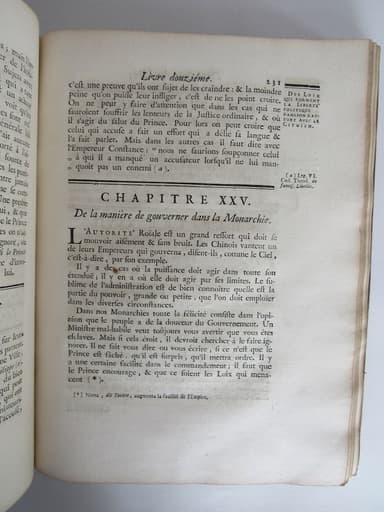 Livre douziéme.
231
c'est une preuve qu'ils ont sujet de les craindre : & la moindre
peine qu'on puisse leur infliger, c'est de ne les point croire.
On ne peut y faire d'attention que dans les cas qui ne
sauroient souffrir les lenteurs de la Justice ordinaire, & où
il s'agit du salut du Prince. Pour lors on peut croire que
celui qui accuse a fait un effort qui a délié sa langue &
l'a fait parler. Mais dans les autres cas il faut dire avec
l'Empereur Constance ; " nous ne saurions soupçonner celui
" à qui il a manqué un accusateur lorsqu'il ne lui man-
quoit pas un ennemi (a).
DES LOIX
QUI FORMENT
LA LIBERTÉ
POLITIQUE
DANS SON RAP-
PORT AVEC LE
CITOIEN.
(a) Leg. VI.
Cod. Theod. de
famos. Libellis.
CHAPITRE XXV.
De la maniere de gouverner dans la Monarchie.
L'AUTORITÉ Roïale est un grand ressort qui doit se
mouvoir aisément & sans bruit. Les Chinois vantent un
de leurs Empereurs qui gouverna, disent-ils, comme le Ciel,
c'est-à-dire, par son exemple.
Il y a des cas où la puissance doit agir dans toute son
étenduë ; il y en a où elle doit agir par ses limites. Le su-
blime de l'administration est de bien connoître quelle est la
partie du pouvoir, grande ou petite, que l'on doit emploier
dans les diverses circonstances.
Dans nos Monarchies toute la félicité consiste dans l'opi-
nion que le peuple a de la douceur du Gouvernement. Un
Ministre mal-habile veut toûjours vous avertir que vous êtes
esclaves. Mais si cela étoit, il devroit chercher à le faire igno-
rer. Il ne sait vous dire ou vous écrire, si ce n'est que le
Prince est fâché, qu'il est surpris, qu'il mettra ordre. Il y
a une certaine facilité dans le commandement ; il faut que
le Prince encourage, & que ce soient les Loix qui mena-
cent (*).
(*) Nerva, dit Tacite, augmenta la facilité de l'Empire.